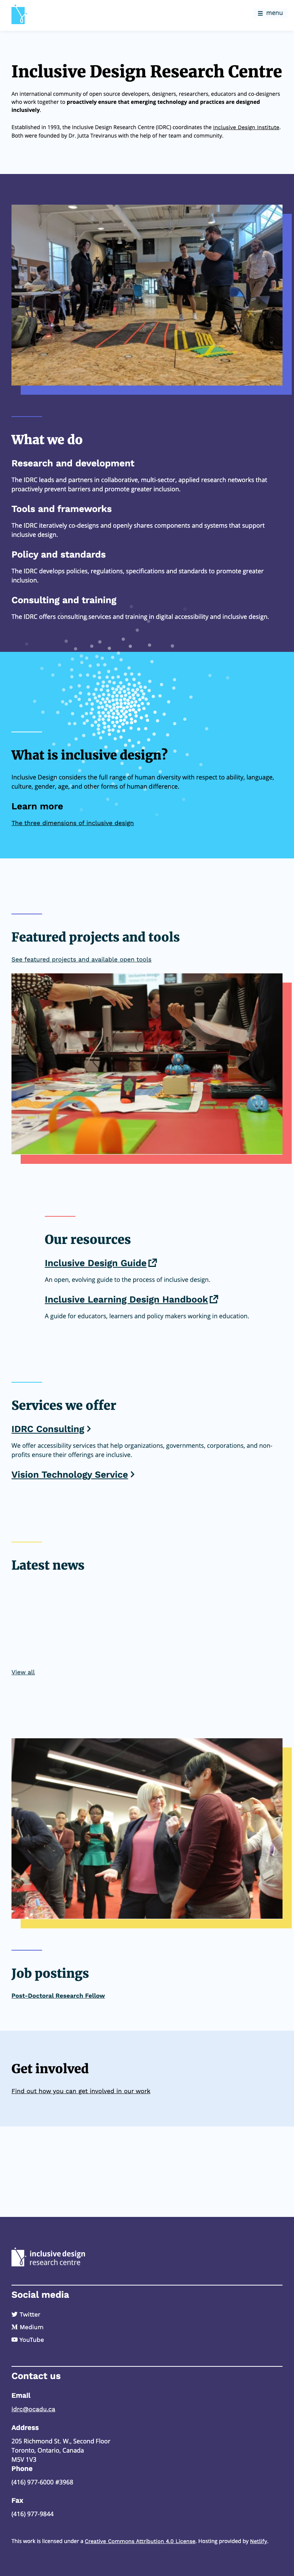 menu
Inclusive Design Research Centre
An international community of open source developers, designers, researchers, educators and co-designers
who work together to proactively ensure that emerging technology and practices are designed
inclusively.
Established in 1993, the Inclusive Design Research Centre (IDRC) coordinates the Inclusive Design Institute.
Both were founded by Dr. Jutta Treviranus with the help of her team and community.
What we do
Research and development
The IDRC leads and partners in collaborative, multi-sector, applied research networks that
proactively prevent barriers and promote greater inclusion.
Tools and frameworks
The IDRC iteratively co-designs and openly shares components and systems that support
inclusive design.
Policy and standards
The IDRC develops policies, regulations, specifications and standards to promote greater
inclusion.
Consulting and training
The IDRC offers consulting services and training in digital accessibility and inclusive design.
What is inclusive design?
Inclusive Design considers the full range of human diversity with respect to ability, language,
culture, gender, age, and other forms of human difference.
Learn more
The three dimensions of inclusive design
Featured projects and tools
See featured projects and available open tools
Our resources
Inclusive Design Guide
An open, evolving guide to the process of inclusive design.
Inclusive Learning Design Handbook
A guide for educators, learners and policy makers working in education.
Services we offer
IDRC Consulting
We offer accessibility services that help organizations, governments, corporations, and non-
profits ensure their offerings are inclusive.
Vision Technology Service
Latest news
View all
Job postings
Post-Doctoral Research Fellow
Get involved
Find out how you can get involved in our work
inclusive design
research centre
Social media
Twitter
Medium
YouTube
Contact us
Email
idrc@ocadu.ca
Address
205 Richmond St. W., Second Floor
Toronto, Ontario, Canada
M5V 1V3
Phone
(416) 977-6000 #3968
Fax
(416) 977-9844
This work is licensed under a Creative Commons Attribution 4.0 License. Hosting provided by Netlify.